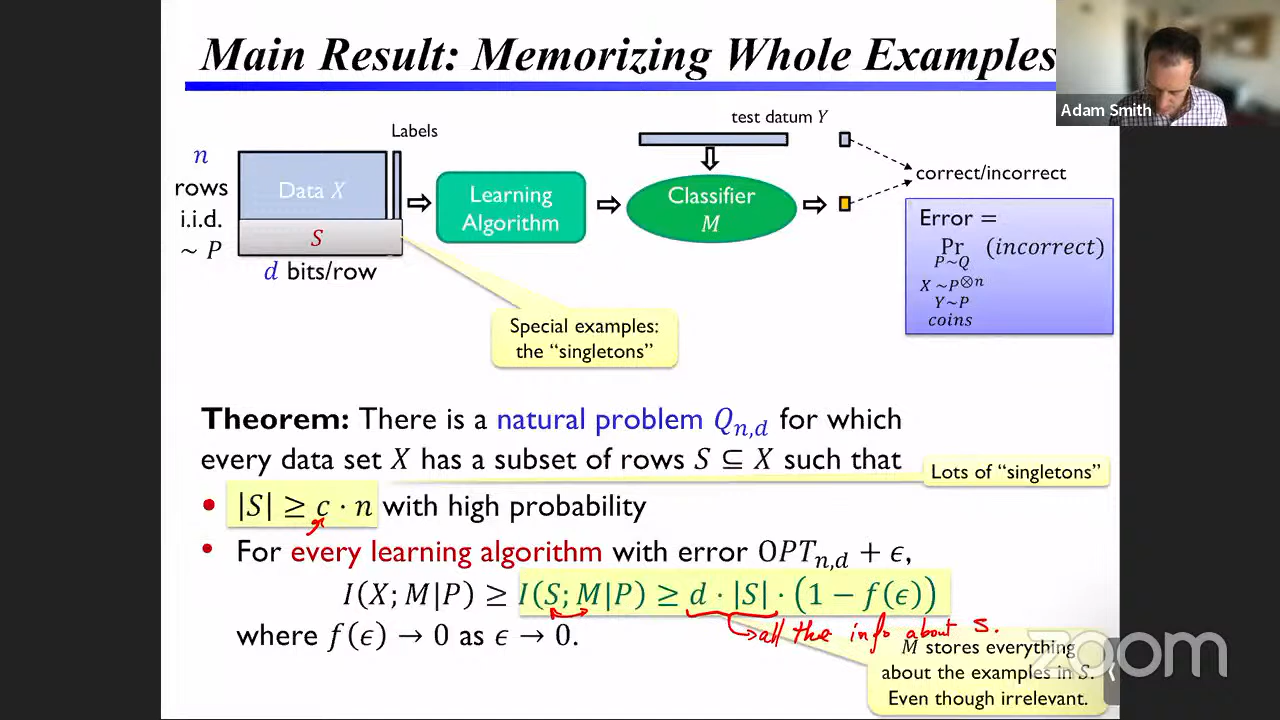 Main Result: Memorizing Whole Examples
Adam Smith
test datum Y
Labels
n
rows
i.i.d.
~ P
Data X
S
d bits/row
Learning
Algorithm
Classifier
M
correct/incorrect
Error =
Pr (incorrect)
P~Q
X ~P⊗n
Y~P
coins
Special examples:
the “singletons”
Theorem: There is a natural problem Qn,d for which
every data set X has a subset of rows S ⊆ X such that
Lots of “singletons”
• |S| ≥ c · n with high probability
• For every learning algorithm with error OPTn,d + ϵ,
I(X; M|P) ≥ I(S; M|P) ≥ d · |S| · (1 − f(ϵ))
all the info about S.
where f(ϵ) → 0 as ϵ → 0.
M stores everything
about the examples in S.
Even though irrelevant.
zoom